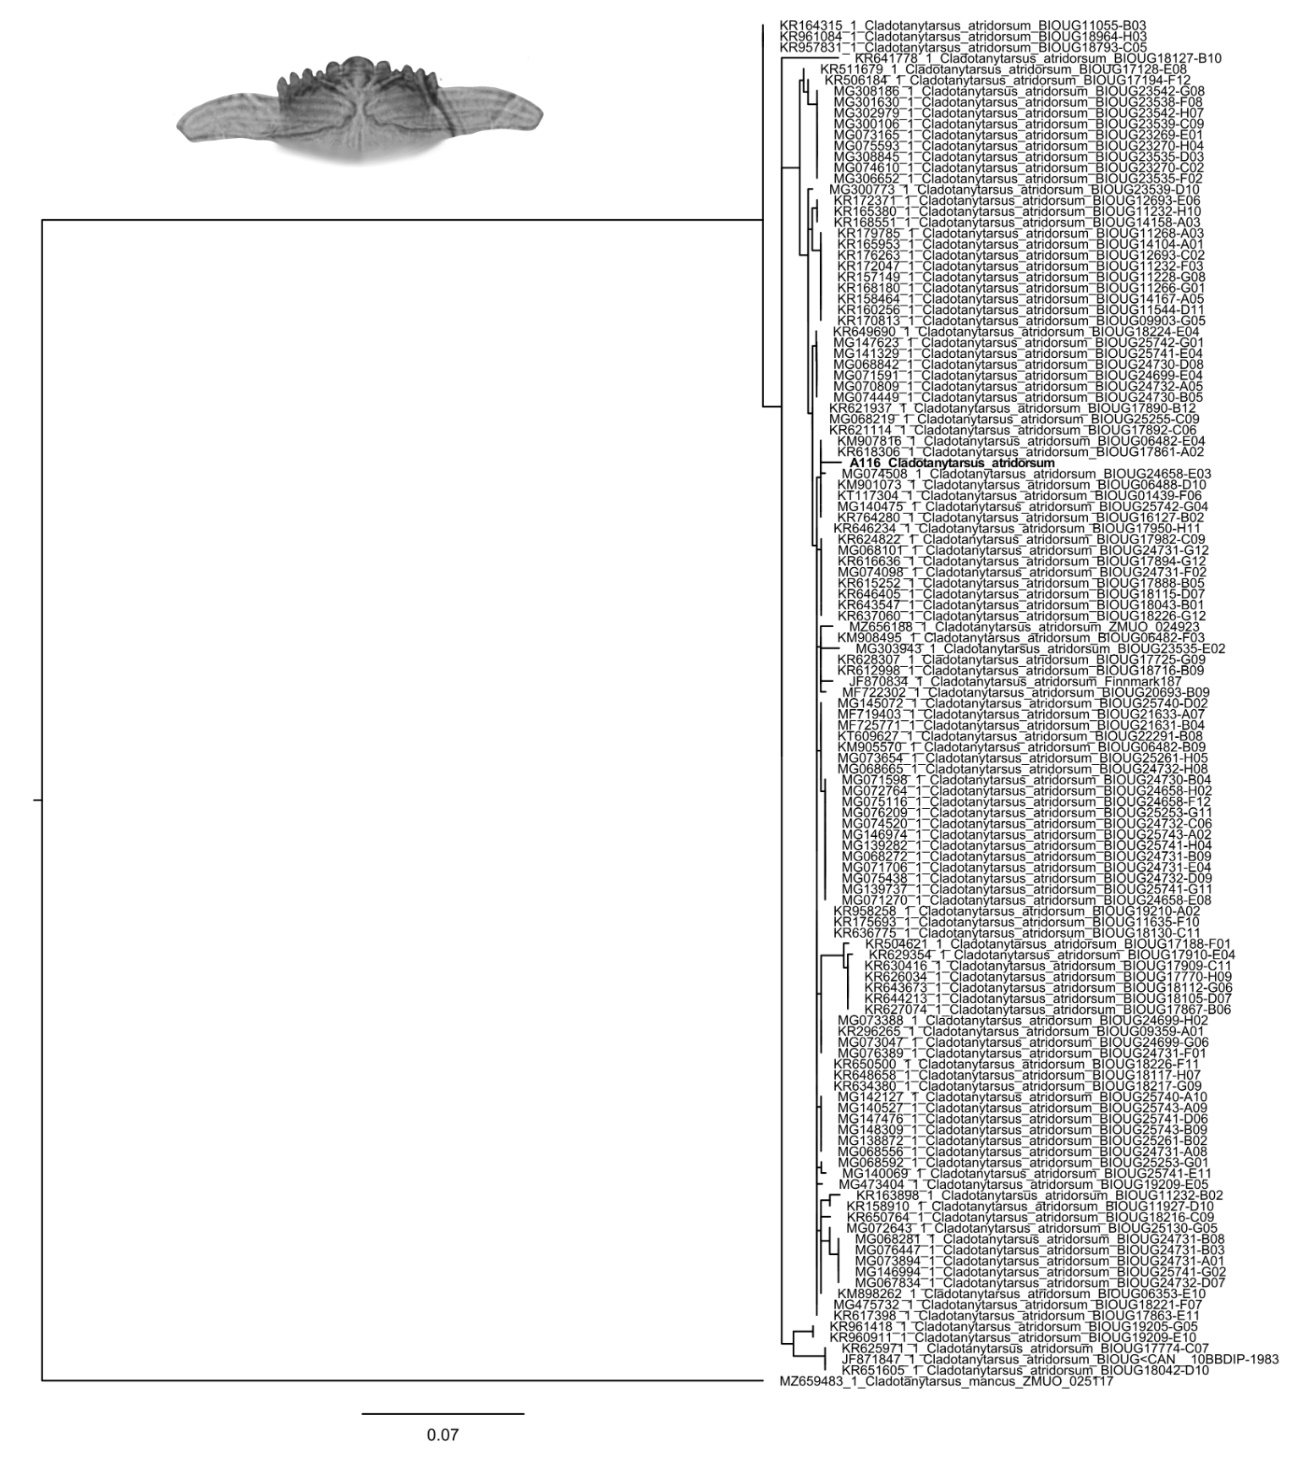 KR164315_1_Cladotanytarsus_atridorsum_BIOUG11055-B03
KR961084_1_Cladotanytarsus_atridorsum_BIOUG18964-H03
KR957831_1_Cladotanytarsus_atridorsum_BIOUG18793-C05
KR641778_1_Cladotanytarsus_atridorsum_BIOUG18127-B10
KR511679_1_Cladotanytarsus_atridorsum_BIOUG17128-E08
KR506184_1_Cladotanytarsus_atridorsum_BIOUG17194-F12
MG308186_1_Cladotanytarsus_atridorsum_BIOUG23542-G08
MG301630_1_Cladotanytarsus_atridorsum_BIOUG23538-F08
MG302979_1_Cladotanytarsus_atridorsum_BIOUG23542-H07
MG300106_1_Cladotanytarsus_atridorsum_BIOUG23539-C09
MG073165_1_Cladotanytarsus_atridorsum_BIOUG23269-E01
MG075593_1_Cladotanytarsus_atridorsum_BIOUG23270-H04
MG308845_1_Cladotanytarsus_atridorsum_BIOUG23535-D03
MG074610_1_Cladotanytarsus_atridorsum_BIOUG23270-C02
MG306652_1_Cladotanytarsus_atridorsum_BIOUG23535-F02
MG300773_1_Cladotanytarsus_atridorsum_BIOUG23539-D10
KR172371_1_Cladotanytarsus_atridorsum_BIOUG12693-E06
KR165380_1_Cladotanytarsus_atridorsum_BIOUG11232-H10
KR168551_1_Cladotanytarsus_atridorsum_BIOUG14158-A03
KR179785_1_Cladotanytarsus_atridorsum_BIOUG11268-A03
KR165953_1_Cladotanytarsus_atridorsum_BIOUG14104-A01
KR176263_1_Cladotanytarsus_atridorsum_BIOUG12693-C02
KR172047_1_Cladotanytarsus_atridorsum_BIOUG11232-F03
KR157149_1_Cladotanytarsus_atridorsum_BIOUG11228-G08
KR168180_1_Cladotanytarsus_atridorsum_BIOUG11266-G01
KR158464_1_Cladotanytarsus_atridorsum_BIOUG14167-A05
KR160256_1_Cladotanytarsus_atridorsum_BIOUG11544-D11
KR170813_1_Cladotanytarsus_atridorsum_BIOUG09903-G05
KR649690_1_Cladotanytarsus_atridorsum_BIOUG18224-E04
MG147623_1_Cladotanytarsus_atridorsum_BIOUG25742-G01
MG141329_1_Cladotanytarsus_atridorsum_BIOUG25741-E04
MG068842_1_Cladotanytarsus_atridorsum_BIOUG24730-D08
MG071591_1_Cladotanytarsus_atridorsum_BIOUG24699-E04
MG070809_1_Cladotanytarsus_atridorsum_BIOUG24732-A05
MG074449_1_Cladotanytarsus_atridorsum_BIOUG24730-B05
KR621937_1_Cladotanytarsus_atridorsum_BIOUG17890-B12
MG068219_1_Cladotanytarsus_atridorsum_BIOUG25255-C09
KR621114_1_Cladotanytarsus_atridorsum_BIOUG17892-C06
KM907816_1_Cladotanytarsus_atridorsum_BIOUG06482-E04
KR618306_1_Cladotanytarsus_atridorsum_BIOUG17861-A02
A116_Cladotanytarsus_atridorsum
MG074508_1_Cladotanytarsus_atridorsum_BIOUG24658-E03
KM901073_1_Cladotanytarsus_atridorsum_BIOUG06488-D10
KT117304_1_Cladotanytarsus_atridorsum_BIOUG01439-F06
MG140475_1_Cladotanytarsus_atridorsum_BIOUG25742-G04
KR764280_1_Cladotanytarsus_atridorsum_BIOUG16127-B02
KR646234_1_Cladotanytarsus_atridorsum_BIOUG17950-H11
KR624822_1_Cladotanytarsus_atridorsum_BIOUG17982-C09
MG068101_1_Cladotanytarsus_atridorsum_BIOUG24731-G12
KR616636_1_Cladotanytarsus_atridorsum_BIOUG17894-G12
MG074098_1_Cladotanytarsus_atridorsum_BIOUG24731-F02
KR615252_1_Cladotanytarsus_atridorsum_BIOUG17888-B05
KR646405_1_Cladotanytarsus_atridorsum_BIOUG18115-D07
KR643547_1_Cladotanytarsus_atridorsum_BIOUG18043-B01
KR637060_1_Cladotanytarsus_atridorsum_BIOUG18226-G12
MZ656188_1_Cladotanytarsus_atridorsum_ZMUO_024923
KM908495_1_Cladotanytarsus_atridorsum_BIOUG06482-F03
MG303943_1_Cladotanytarsus_atridorsum_BIOUG23535-E02
KR628307_1_Cladotanytarsus_atridorsum_BIOUG17725-G09
KR612998_1_Cladotanytarsus_atridorsum_BIOUG18716-B09
JF870834_1_Cladotanytarsus_atridorsum_Finnmark187
MF722302_1_Cladotanytarsus_atridorsum_BIOUG20693-B09
MG145072_1_Cladotanytarsus_atridorsum_BIOUG25740-D02
MF719403_1_Cladotanytarsus_atridorsum_BIOUG21633-A07
MF725771_1_Cladotanytarsus_atridorsum_BIOUG21631-B04
KT609627_1_Cladotanytarsus_atridorsum_BIOUG22291-B08
KM905570_1_Cladotanytarsus_atridorsum_BIOUG06482-B09
MG073654_1_Cladotanytarsus_atridorsum_BIOUG25261-H05
MG068665_1_Cladotanytarsus_atridorsum_BIOUG24732-H08
MG071598_1_Cladotanytarsus_atridorsum_BIOUG24730-B04
MG072764_1_Cladotanytarsus_atridorsum_BIOUG24658-H02
MG075116_1_Cladotanytarsus_atridorsum_BIOUG24658-F12
MG076209_1_Cladotanytarsus_atridorsum_BIOUG25253-G11
MG074520_1_Cladotanytarsus_atridorsum_BIOUG24732-C06
MG146974_1_Cladotanytarsus_atridorsum_BIOUG25743-A02
MG139282_1_Cladotanytarsus_atridorsum_BIOUG25741-H04
MG068272_1_Cladotanytarsus_atridorsum_BIOUG24731-B09
MG071706_1_Cladotanytarsus_atridorsum_BIOUG24731-E04
MG075438_1_Cladotanytarsus_atridorsum_BIOUG24732-D09
MG139737_1_Cladotanytarsus_atridorsum_BIOUG25741-G11
MG071270_1_Cladotanytarsus_atridorsum_BIOUG24658-E08
KR958258_1_Cladotanytarsus_atridorsum_BIOUG19210-A02
KR175693_1_Cladotanytarsus_atridorsum_BIOUG11635-F10
KR636775_1_Cladotanytarsus_atridorsum_BIOUG18130-C11
KR504621_1_Cladotanytarsus_atridorsum_BIOUG17188-F01
KR629354_1_Cladotanytarsus_atridorsum_BIOUG17910-E04
KR630416_1_Cladotanytarsus_atridorsum_BIOUG17909-C11
KR626034_1_Cladotanytarsus_atridorsum_BIOUG17770-H09
KR643673_1_Cladotanytarsus_atridorsum_BIOUG18112-G06
KR644213_1_Cladotanytarsus_atridorsum_BIOUG18105-D07
KR627074_1_Cladotanytarsus_atridorsum_BIOUG17867-B06
MG073388_1_Cladotanytarsus_atridorsum_BIOUG24699-H02
KR296265_1_Cladotanytarsus_atridorsum_BIOUG09359-A01
MG073047_1_Cladotanytarsus_atridorsum_BIOUG24699-G06
MG076389_1_Cladotanytarsus_atridorsum_BIOUG24731-F01
KR650500_1_Cladotanytarsus_atridorsum_BIOUG18226-F11
KR648658_1_Cladotanytarsus_atridorsum_BIOUG18117-H07
KR634380_1_Cladotanytarsus_atridorsum_BIOUG18217-G09
MG142127_1_Cladotanytarsus_atridorsum_BIOUG25740-A10
MG140527_1_Cladotanytarsus_atridorsum_BIOUG25743-A09
MG147476_1_Cladotanytarsus_atridorsum_BIOUG25741-D06
MG148309_1_Cladotanytarsus_atridorsum_BIOUG25743-B09
MG138872_1_Cladotanytarsus_atridorsum_BIOUG25261-B02
MG068556_1_Cladotanytarsus_atridorsum_BIOUG24731-A08
MG068592_1_Cladotanytarsus_atridorsum_BIOUG25253-G01
MG140069_1_Cladotanytarsus_atridorsum_BIOUG25741-E11
MG473404_1_Cladotanytarsus_atridorsum_BIOUG19209-E05
KR163898_1_Cladotanytarsus_atridorsum_BIOUG11232-B02
KR158910_1_Cladotanytarsus_atridorsum_BIOUG11927-D10
KR650764_1_Cladotanytarsus_atridorsum_BIOUG18216-C09
MG072643_1_Cladotanytarsus_atridorsum_BIOUG25130-G05
MG068281_1_Cladotanytarsus_atridorsum_BIOUG24731-B08
MG076447_1_Cladotanytarsus_atridorsum_BIOUG24731-B03
MG073894_1_Cladotanytarsus_atridorsum_BIOUG24731-A01
MG146994_1_Cladotanytarsus_atridorsum_BIOUG25741-G02
MG067834_1_Cladotanytarsus_atridorsum_BIOUG24732-D07
KM898262_1_Cladotanytarsus_atridorsum_BIOUG06353-E10
MG475732_1_Cladotanytarsus_atridorsum_BIOUG18221-F07
KR617398_1_Cladotanytarsus_atridorsum_BIOUG17863-E11
KR961418_1_Cladotanytarsus_atridorsum_BIOUG19205-G05
KR960911_1_Cladotanytarsus_atridorsum_BIOUG19209-E10
KR625971_1_Cladotanytarsus_atridorsum_BIOUG17774-C07
JF871847_1_Cladotanytarsus_atridorsum_BIOUG<CAN__10BBDIP-1983
KR651605_1_Cladotanytarsus_atridorsum_BIOUG18042-D10
MZ659483_1_Cladotanytarsus_mancus_ZMUO_025117
0.07